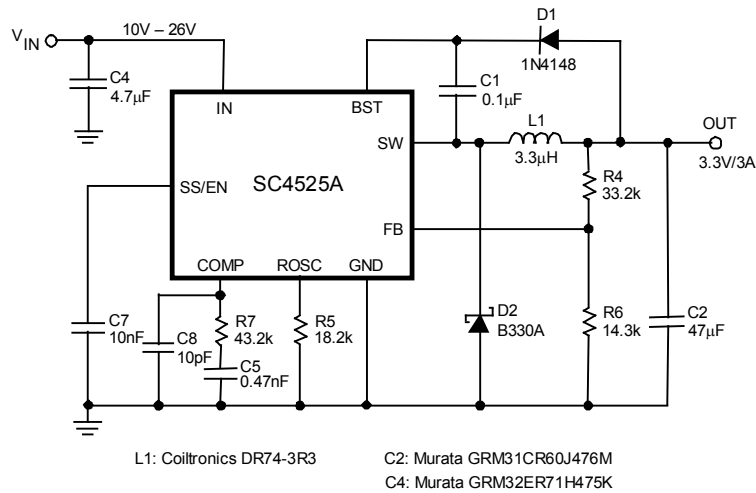 D1
V IN
10V – 26V
1N4148
C4
4.7µF
C1
0.1µF
IN
BST
L1
OUT
SW
3.3µH
3.3V/3A
R4
33.2k
SS/EN
SC4525A
FB
COMP
ROSC
GND
C7
10nF
C8
10pF
R7
43.2k
R5
18.2k
D2
B330A
R6
14.3k
C2
47µF
C5
0.47nF
L1: Coiltronics DR74-3R3
C2: Murata GRM31CR60J476M
C4: Murata GRM32ER71H475K